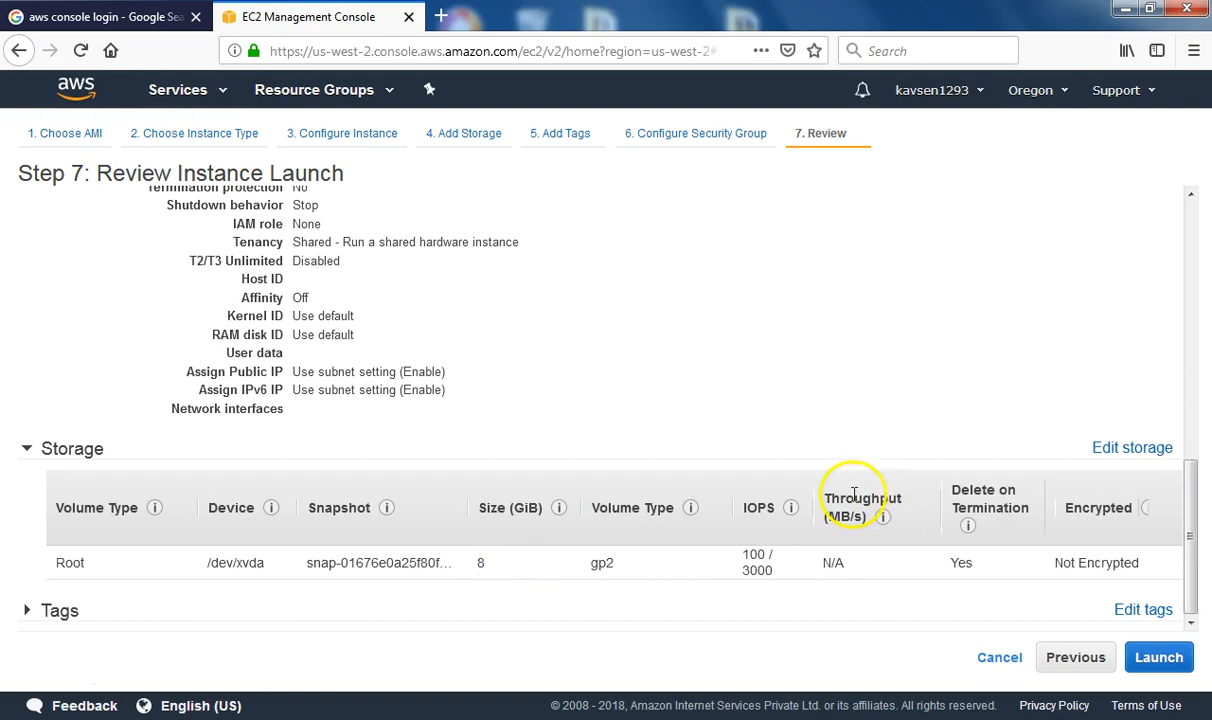 aws console login - Google Sea
EC2 Management Console
https://us-west-2.console.aws.amazon.com/ec2/v2/home?region=us-west-2#
Search
aws
Services
Resource Groups
kavsen1293
Oregon
Support
1. Choose AMI
2. Choose Instance Type
3. Configure Instance
4. Add Storage
5. Add Tags
6. Configure Security Group
7. Review
Step 7: Review Instance Launch
Termination protection No
Shutdown behavior Stop
IAM role None
Tenancy Shared - Run a shared hardware instance
T2/T3 Unlimited Disabled
Host ID
Affinity Off
Kernel ID Use default
RAM disk ID Use default
User data
Assign Public IP Use subnet setting (Enable)
Assign IPv6 IP Use subnet setting (Enable)
Network interfaces
Storage
Edit storage
Volume Type Device Snapshot Size (GiB) Volume Type IOPS
Throughput
(MB/s)
Delete on
Termination
Encrypted
Root /dev/xvda snap-01676e0a25f80f... 8 gp2
100 /
3000
N/A Yes Not Encrypted
Tags
Edit tags
Cancel Previous Launch
Feedback English (US)
© 2008 - 2018, Amazon Internet Services Private Ltd. or its affiliates. All rights reserved. Privacy Policy Terms of Use